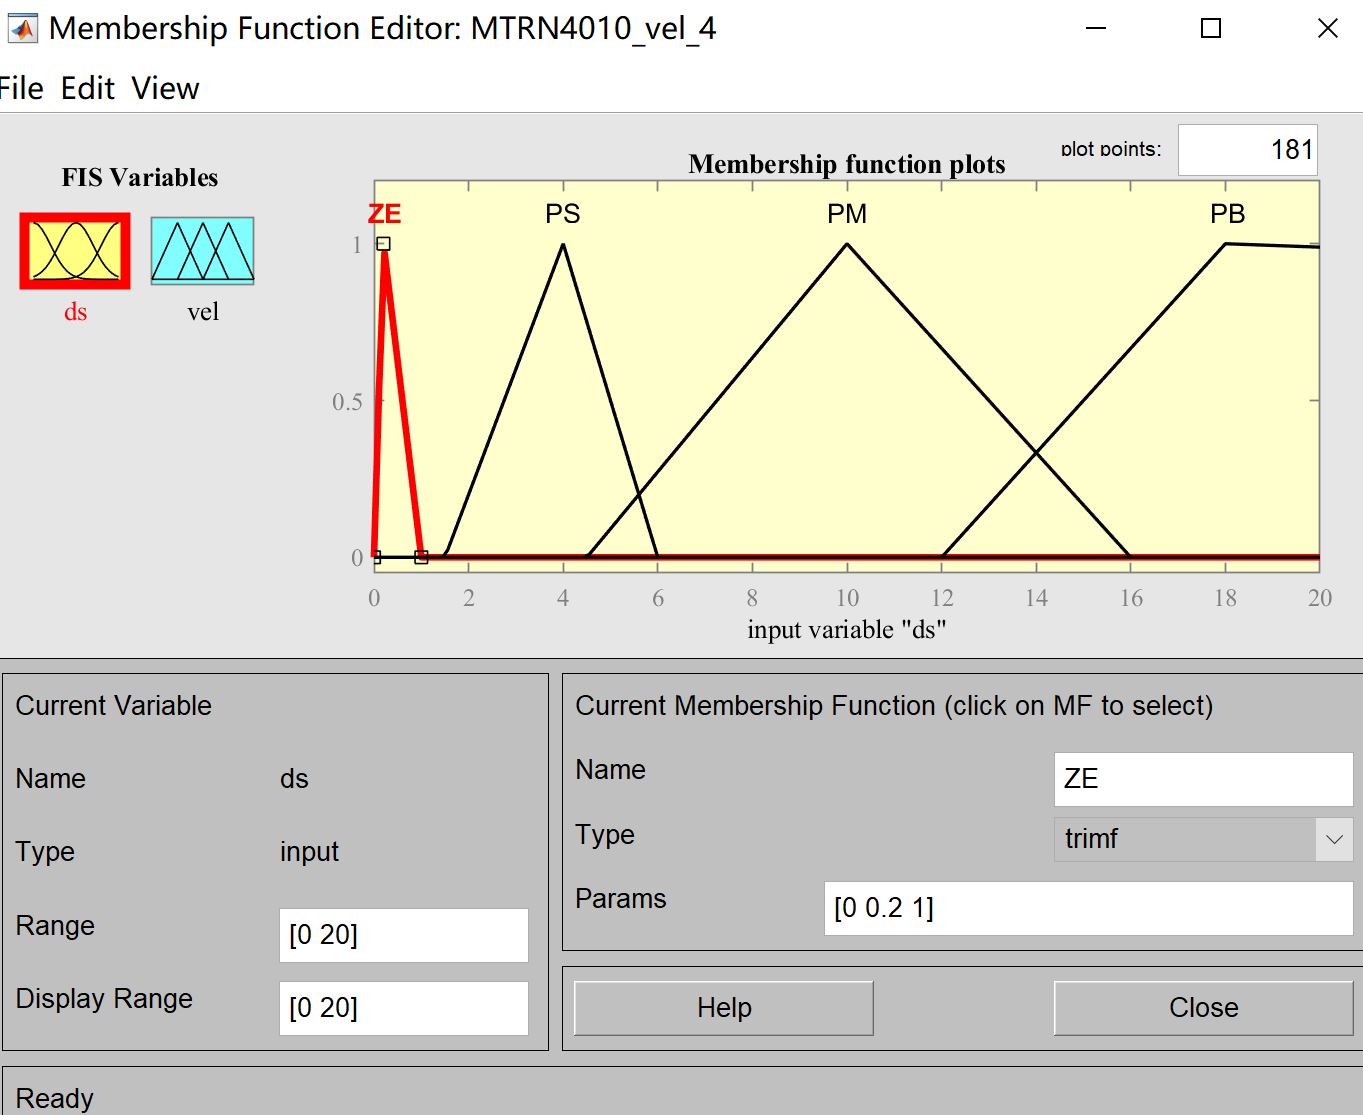 Membership Function Editor: MTRN4010_vel_4
File Edit View
FIS Variables
ds
vel
plot points:
181
Membership function plots
ZE
PS
PM
PB
1
0.5
0
0 2 4 6 8 10 12 14 16 18 20
input variable "ds"
Current Variable
Name ds
Type input
Range [0 20]
Display Range [0 20]
Current Membership Function (click on MF to select)
Name ZE
Type trimf
Params [0 0.2 1]
Help
Close
Ready